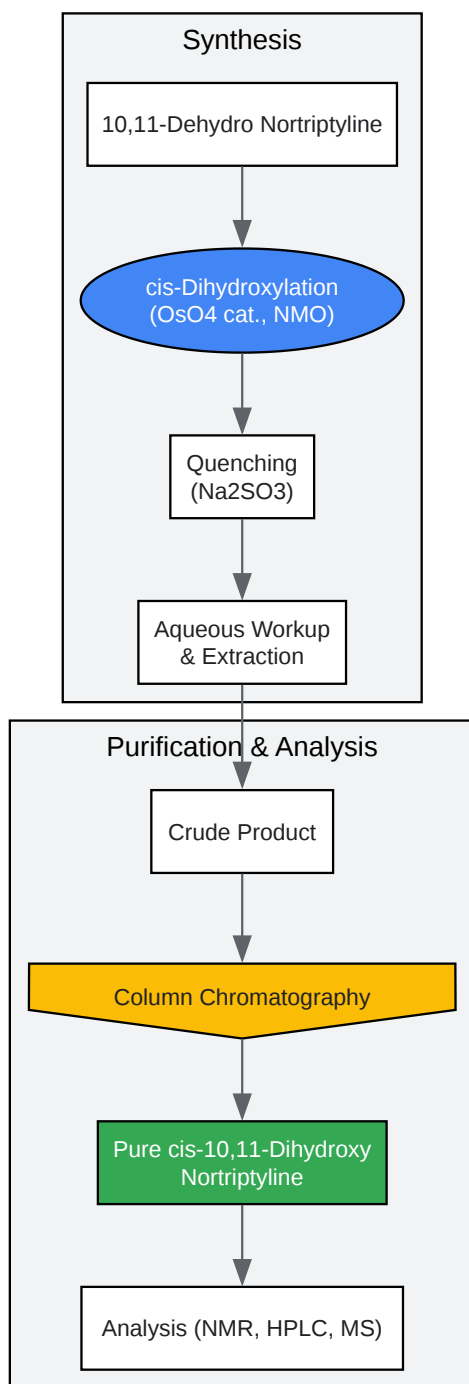 Synthesis
10,11-Dehydro Nortriptyline
cis-Dihydroxylation
(OsO4 cat., NMO)
Quenching
(Na2SO3)
Aqueous Workup
& Extraction
Purification & Analysis
Crude Product
Column Chromatography
Pure cis-10,11-Dihydroxy
Nortriptyline
Analysis (NMR, HPLC, MS)